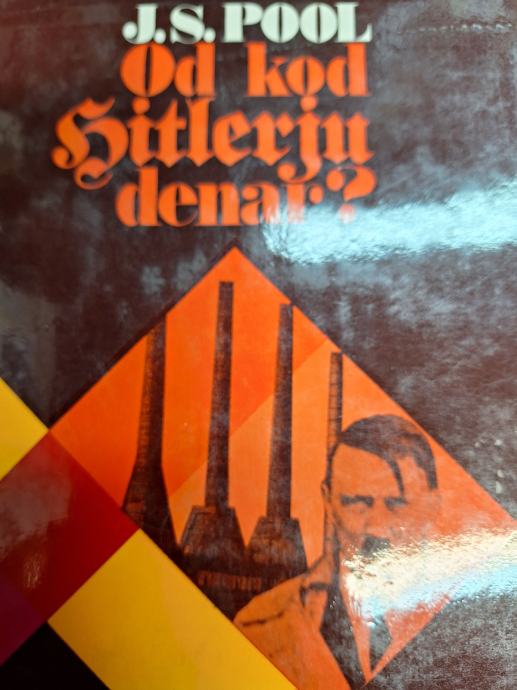 J.S. POOL
Od kod
Hitlerju
denar?